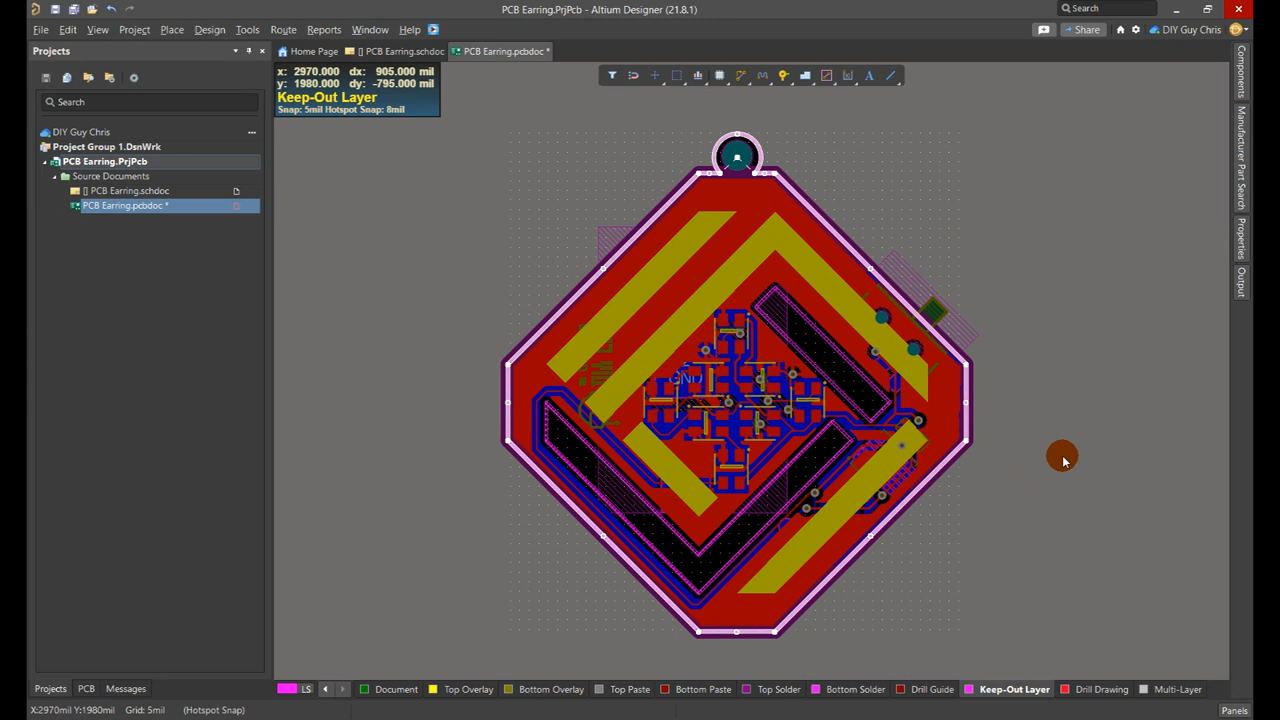 PCB Earring.PrjPcb - Altium Designer (21.8.1)
Search
File Edit View Project Place Design Tools Route Reports Window Help
Share
DIY Guy Chris
Projects
Home Page
[] PCB Earring.schdoc
PCB Earring.pcbdoc *
x: 2970.000 dx: 905.000 mil
y: 1980.000 dy: -795.000 mil
Keep-Out Layer
Snap: 5mil Hotspot Snap: 8mil
Search
DIY Guy Chris
Project Group 1.DsnWrk
PCB Earring.PrjPcb
Source Documents
[] PCB Earring.schdoc
PCB Earring.pcbdoc *
GND
Components
Manufacturer Part Search
Properties
Output
Projects PCB Messages
LS Document Top Overlay Bottom Overlay Top Paste Bottom Paste Top Solder Bottom Solder Drill Guide Keep-Out Layer Drill Drawing Multi-Layer
X:2970mil Y:1980mil Grid: 5mil (Hotspot Snap)
Panels